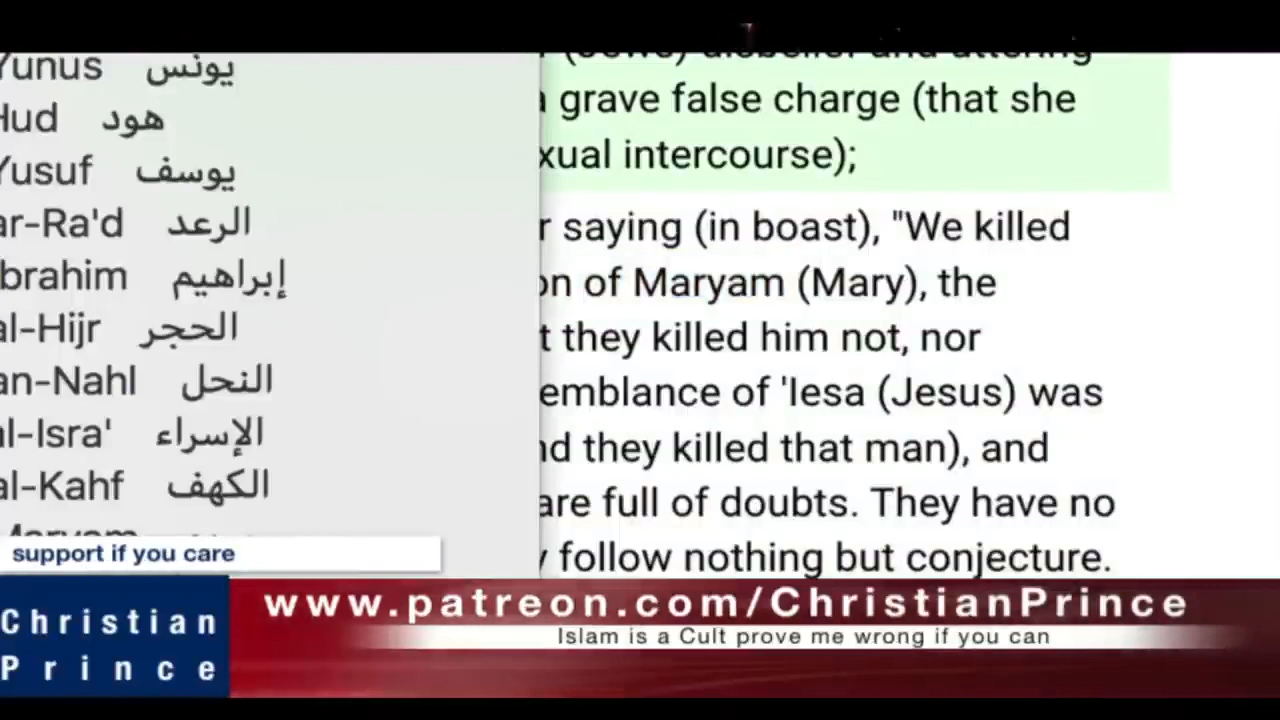 Yunus يونس
Hud هود
Yusuf يوسف
ar-Ra'd الرعد
brahim إبراهيم
al-Hijr الحجر
an-Nahl النحل
al-Isra' الإسراء
al-Kahf الكهف
Maryam
a grave false charge (that she
xual intercourse);
r saying (in boast), "We killed
on of Maryam (Mary), the
t they killed him not, nor
emblance of 'Iesa (Jesus) was
nd they killed that man), and
are full of doubts. They have no
y follow nothing but conjecture.
support if you care
Christian
Prince
www.patreon.com/ChristianPrince
Islam is a Cult prove me wrong if you can